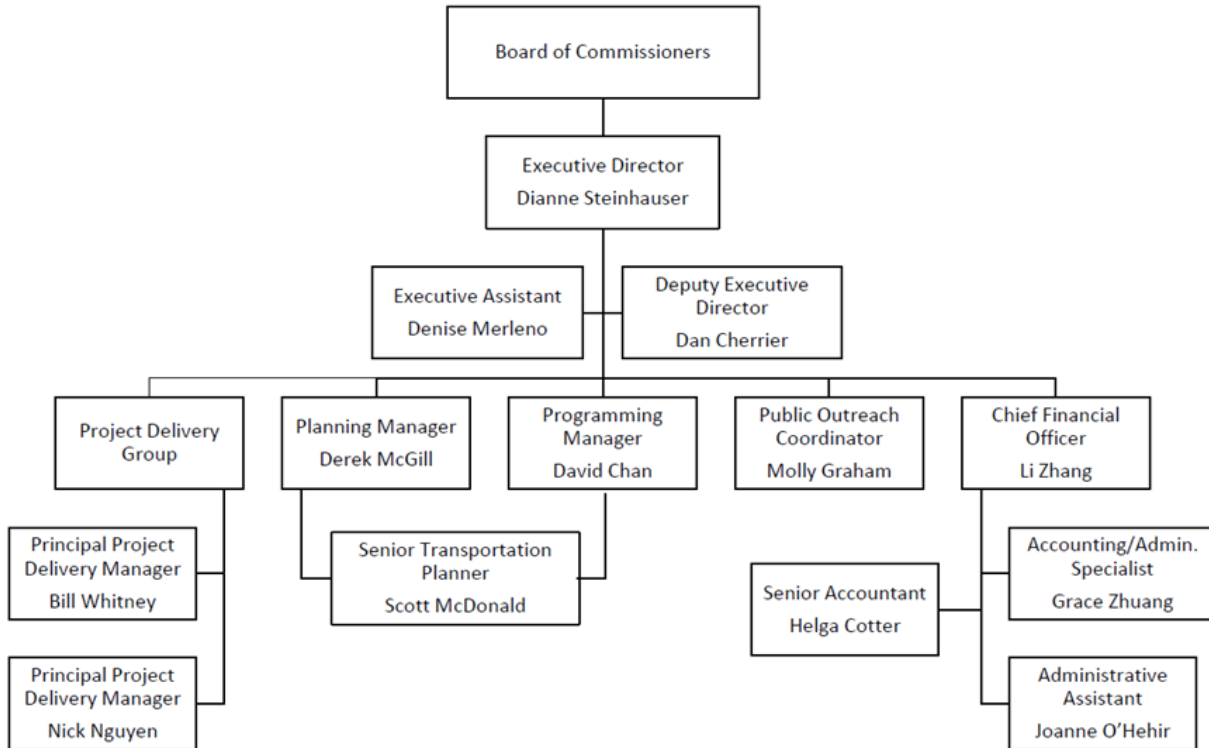 Board of Commissioners
Executive Director
Dianne Steinhauser
Executive Assistant
Denise Merleno
Deputy Executive
Director
Dan Cherrier
Project Delivery
Group
Planning Manager
Derek McGill
Programming
Manager
David Chan
Public Outreach
Coordinator
Molly Graham
Chief Financial
Officer
Li Zhang
Principal Project
Delivery Manager
Bill Whitney
Senior Transportation
Planner
Scott McDonald
Senior Accountant
Helga Cotter
Accounting/Admin.
Specialist
Grace Zhuang
Principal Project
Delivery Manager
Nick Nguyen
Administrative
Assistant
Joanne O’Hehir